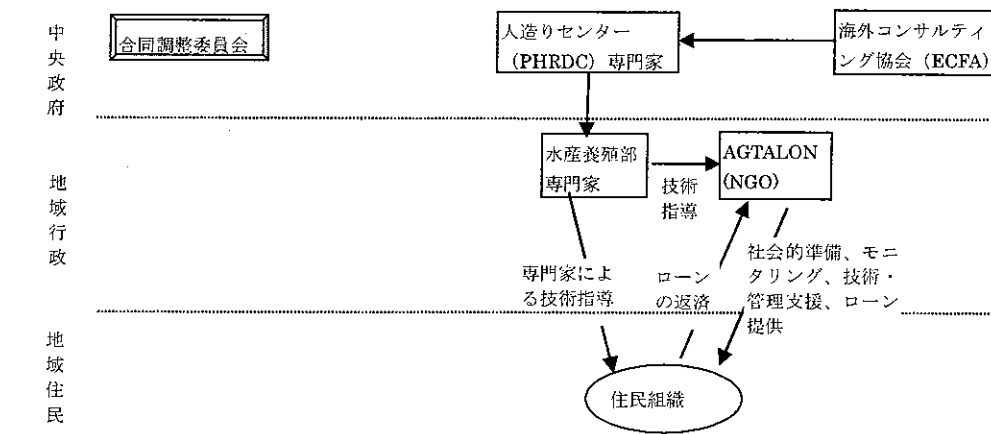 中央政府
合同調整委員会
人造りセンター
(PHRDC) 専門家
海外コンサルティ
ング協会 (ECFA)
地域行政
水産養殖部
専門家
技術
指導
AGTALON
(NGO)
専門家によ
る技術指導
ローン
の返済
社会的準備、モニ
タリング、技術・
管理支援、ローン
提供
地域住民
住民組織